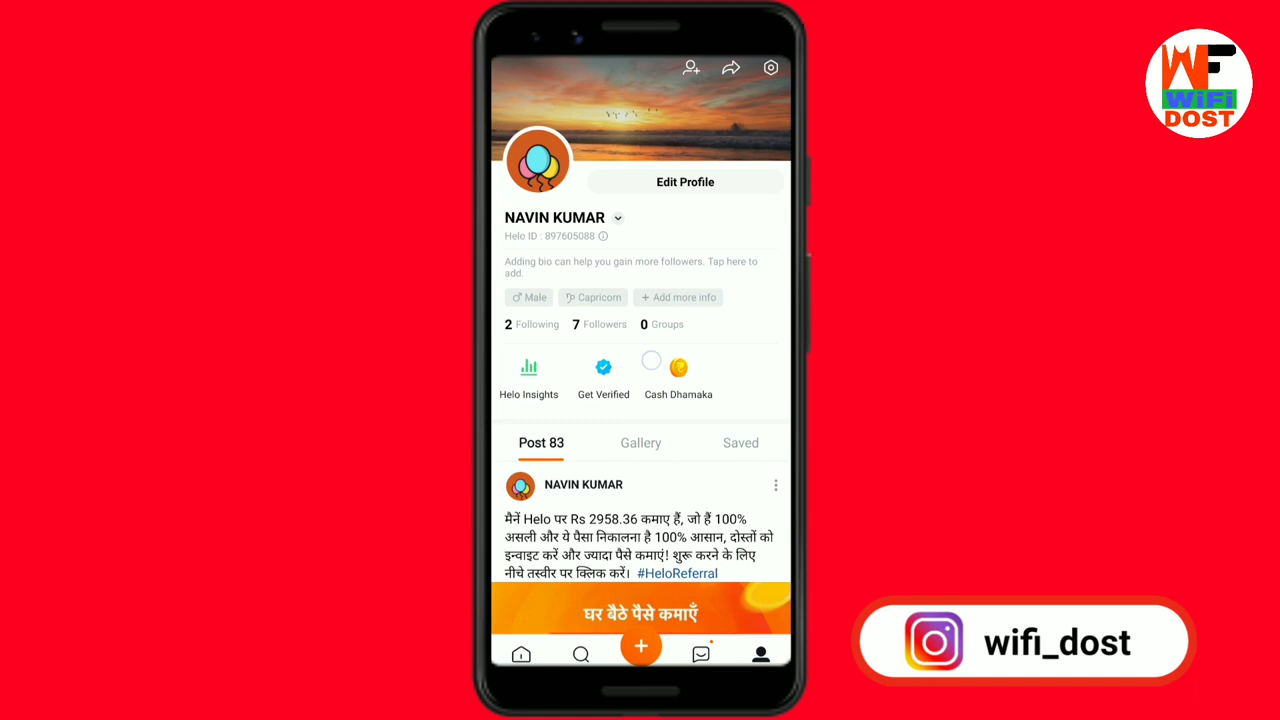 WF
WiFi
DOST
Edit Profile
NAVIN KUMAR
Helo ID : 897605088
Adding bio can help you gain more followers. Tap here to
add.
Male Capricorn + Add more info
2 Following 7 Followers 0 Groups
Helo Insights Get Verified Cash Dhamaka
Post 83 Gallery Saved
NAVIN KUMAR
मैनें Helo पर Rs 2958.36 कमाए हैं, जो हैं 100%
असली और ये पैसा निकालना है 100% आसान, दोस्तों को
इन्वाइट करें और ज्यादा पैसे कमाएं! शुरू करने के लिए
नीचे तस्वीर पर क्लिक करें। #HeloReferral
घर बैठे पैसे कमाएँ
wifi_dost